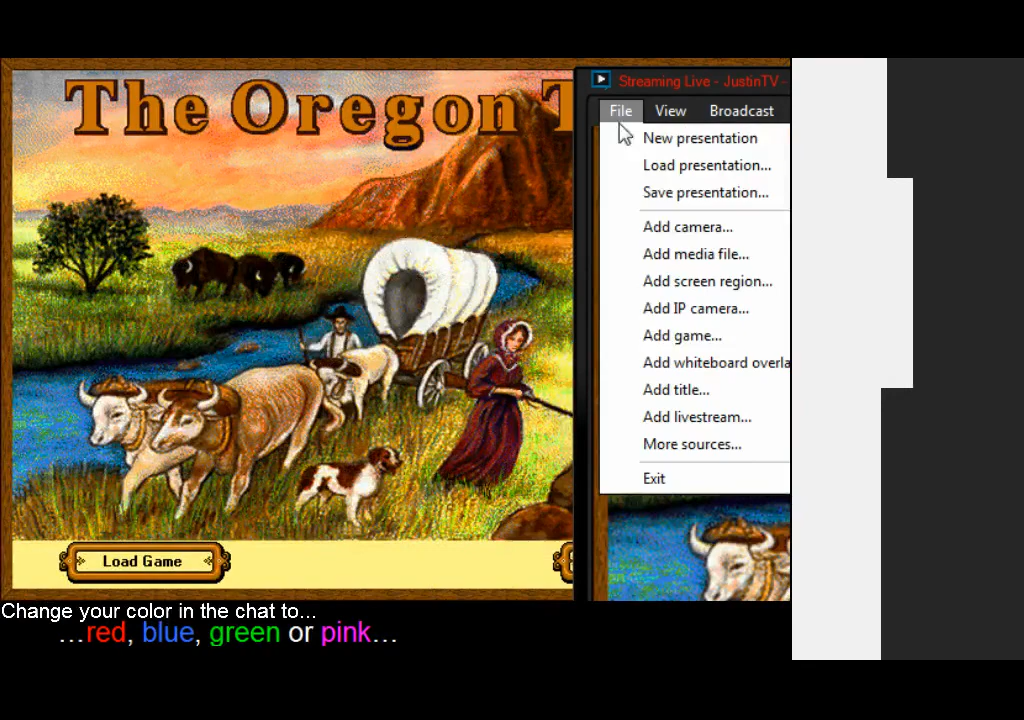 The Oregon T
Streaming Live - JustinTV -
File View Broadcast
New presentation
Load presentation...
Save presentation...
Add camera...
Add media file...
Add screen region...
Add IP camera...
Add game...
Add whiteboard overla
Add title...
Add livestream...
More sources...
Exit
Load Game
Change your color in the chat to...
...red, blue, green or pink...